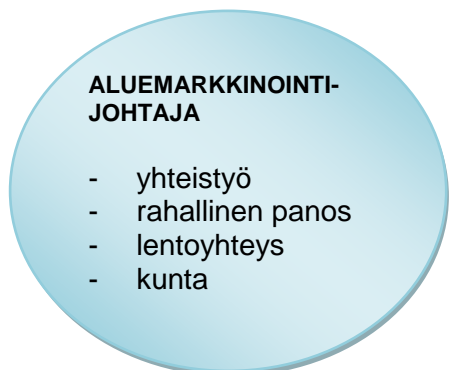 ALUEMARKKINOINTI-
JOHTAJA
- yhteistyö
- rahallinen panos
- lentoyhteys
- kunta